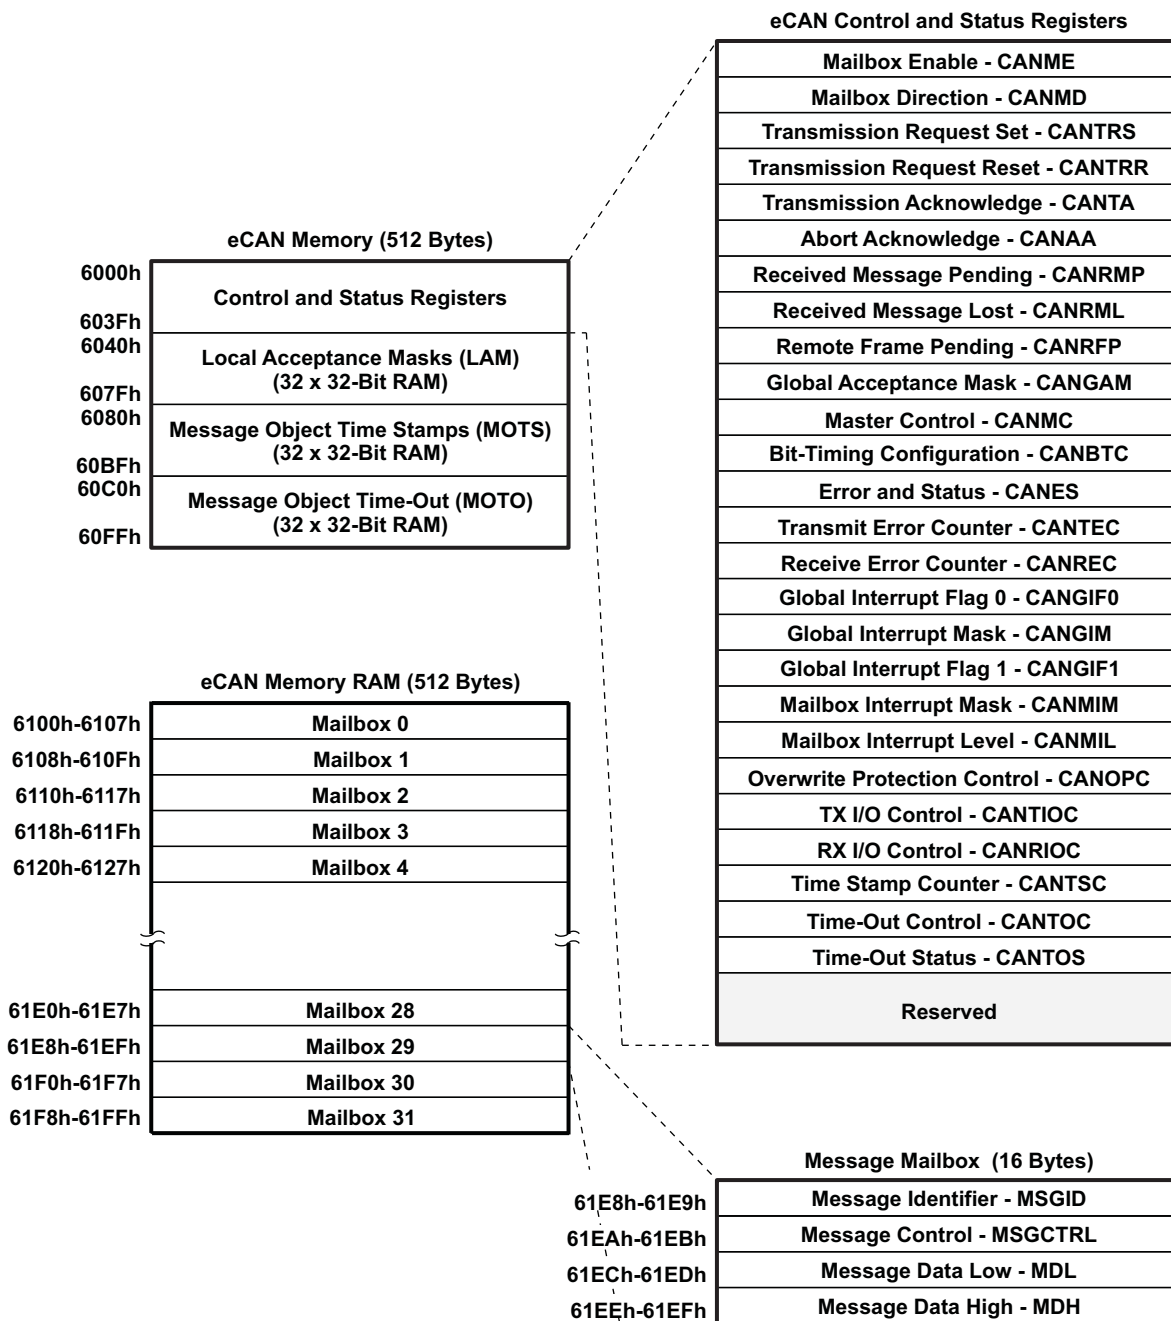 eCAN Control and Status Registers
Mailbox Enable - CANME
Mailbox Direction - CANMD
Transmission Request Set - CANTRS
Transmission Request Reset - CANTRR
Transmission Acknowledge - CANTA
Abort Acknowledge - CANAA
Received Message Pending - CANRMP
Received Message Lost - CANRML
Remote Frame Pending - CANRFP
Global Acceptance Mask - CANGAM
Master Control - CANMC
Bit-Timing Configuration - CANBTC
Error and Status - CANES
Transmit Error Counter - CANTEC
Receive Error Counter - CANREC
Global Interrupt Flag 0 - CANGIF0
Global Interrupt Mask - CANGIM
Global Interrupt Flag 1 - CANGIF1
Mailbox Interrupt Mask - CANMIM
Mailbox Interrupt Level - CANMIL
Overwrite Protection Control - CANOPC
TX I/O Control - CANTIOC
RX I/O Control - CANRIOC
Time Stamp Counter - CANTSC
Time-Out Control - CANTOC
Time-Out Status - CANTOS
Reserved
eCAN Memory (512 Bytes)
6000h
Control and Status Registers
603Fh
6040h
Local Acceptance Masks (LAM)
(32 x 32-Bit RAM)
607Fh
6080h
Message Object Time Stamps (MOTS)
(32 x 32-Bit RAM)
60BFh
60C0h
Message Object Time-Out (MOTO)
(32 x 32-Bit RAM)
60FFh
eCAN Memory RAM (512 Bytes)
6100h-6107h Mailbox 0
6108h-610Fh Mailbox 1
6110h-6117h Mailbox 2
6118h-611Fh Mailbox 3
6120h-6127h Mailbox 4
61E0h-61E7h Mailbox 28
61E8h-61EFh Mailbox 29
61F0h-61F7h Mailbox 30
61F8h-61FFh Mailbox 31
Message Mailbox (16 Bytes)
61E8h-61E9h Message Identifier - MSGID
61EAh-61EBh Message Control - MSGCTRL
61ECh-61EDh Message Data Low - MDL
61EEh-61EFh Message Data High - MDH